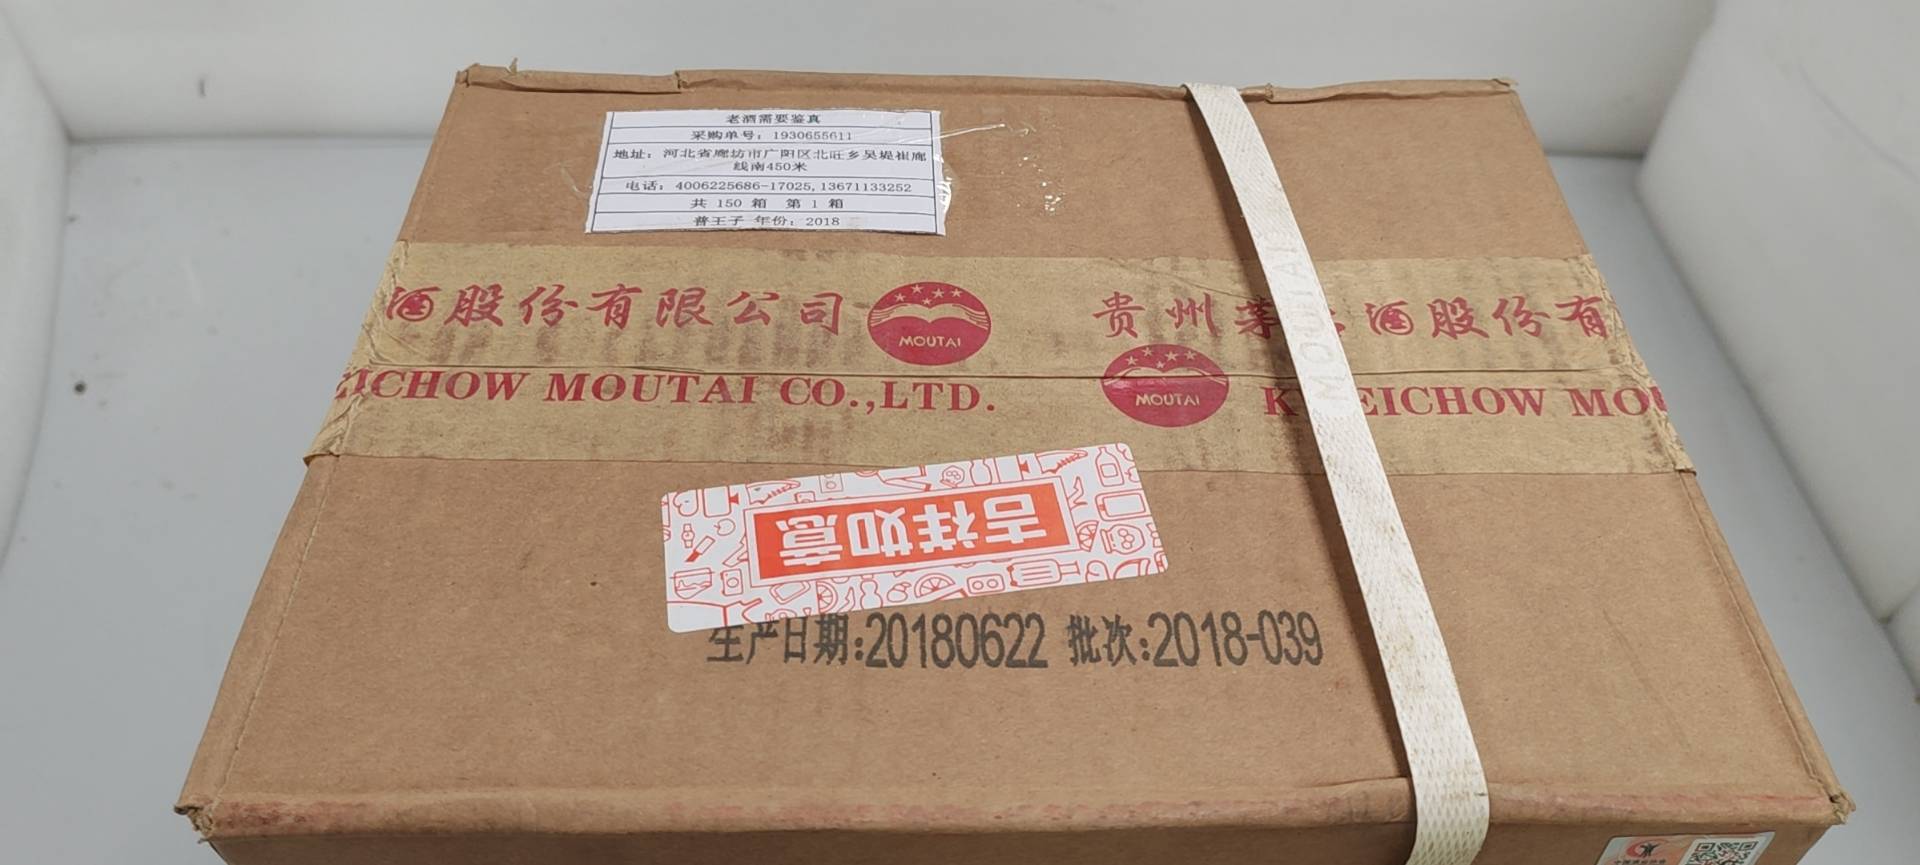 老酒需要鉴真
采购单号：1930655611
地址：河北省廊坊市广阳区北旺乡吴堤崔廊
线南450米
电话：4006225686-17025,13671133252
共 150 箱 第 1 箱
普王子 年份：2018
酒股份有限公司 MOUTAI 贵州茅 酒股份有
ICHOW MOUTAI CO.,LTD. MOUTAI K EICHOW MOU
MOUTAI
吉祥如意
生产日期:20180622 批次:2018-039